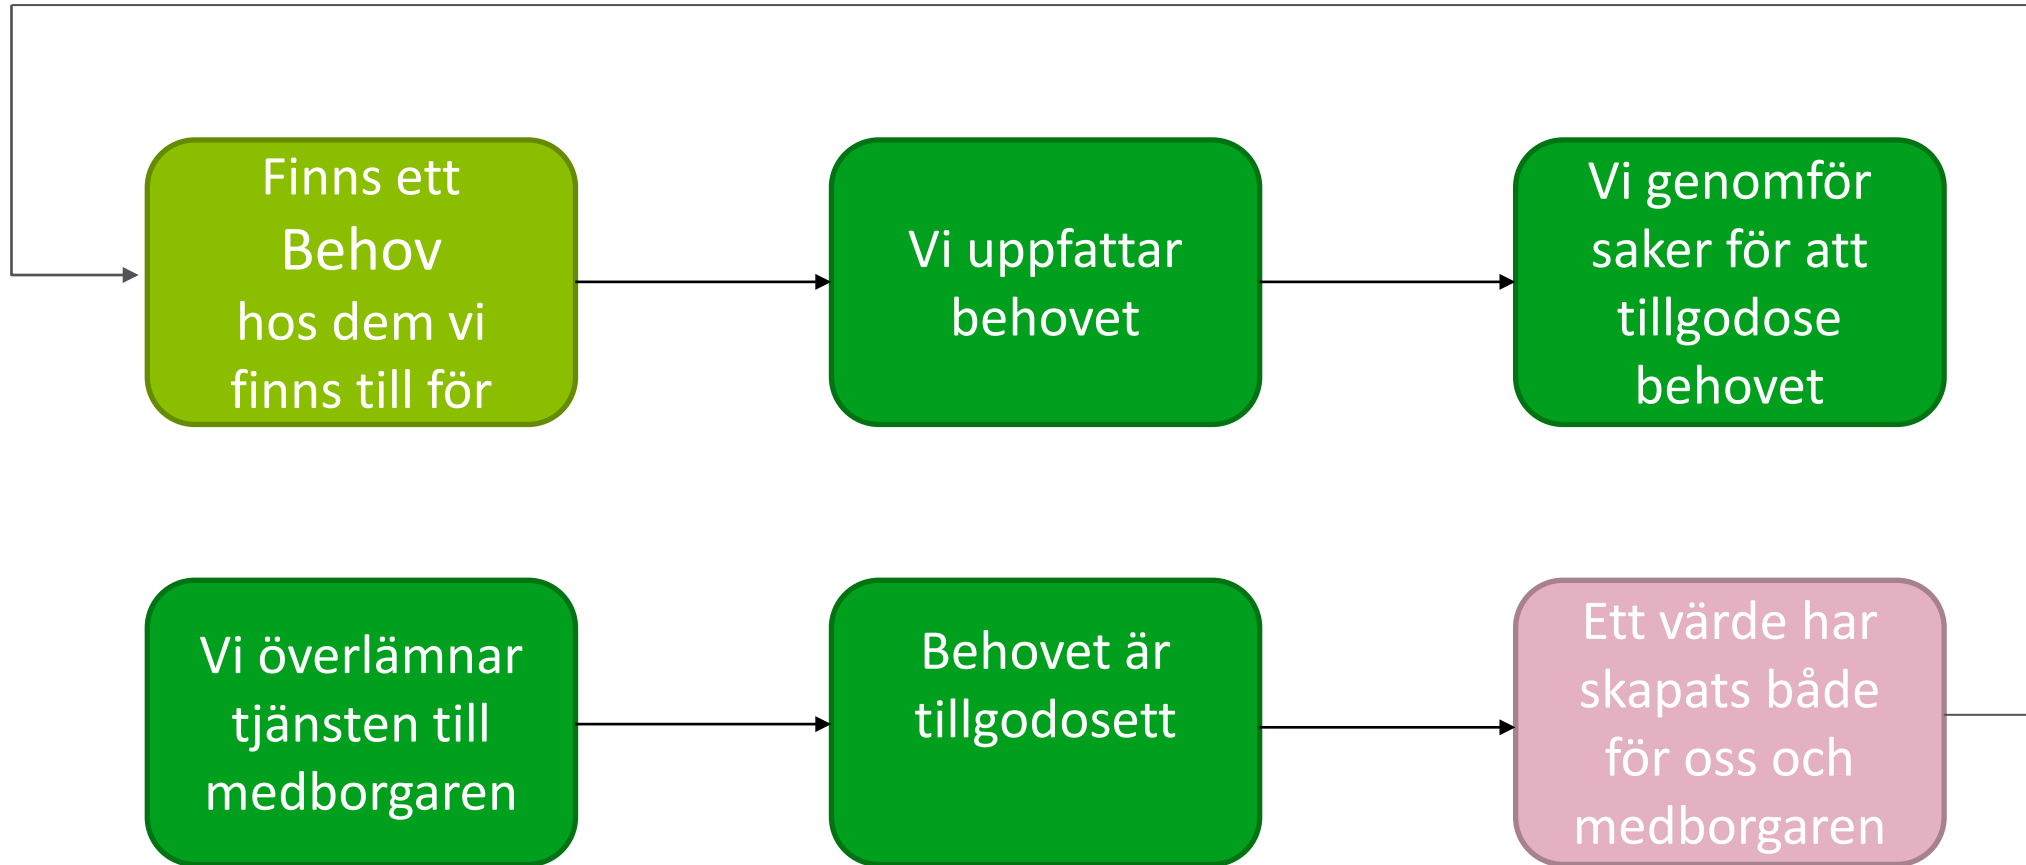 Finns ett
Behov
hos dem vi
finns till för
Vi uppfattar
behovet
Vi genomför
saker för att
tillgodose
behovet
Vi överlämnar
tjänsten till
medborgaren
Behovet är
tillgodosett
Ett värde har
skapats både
för oss och
medborgaren